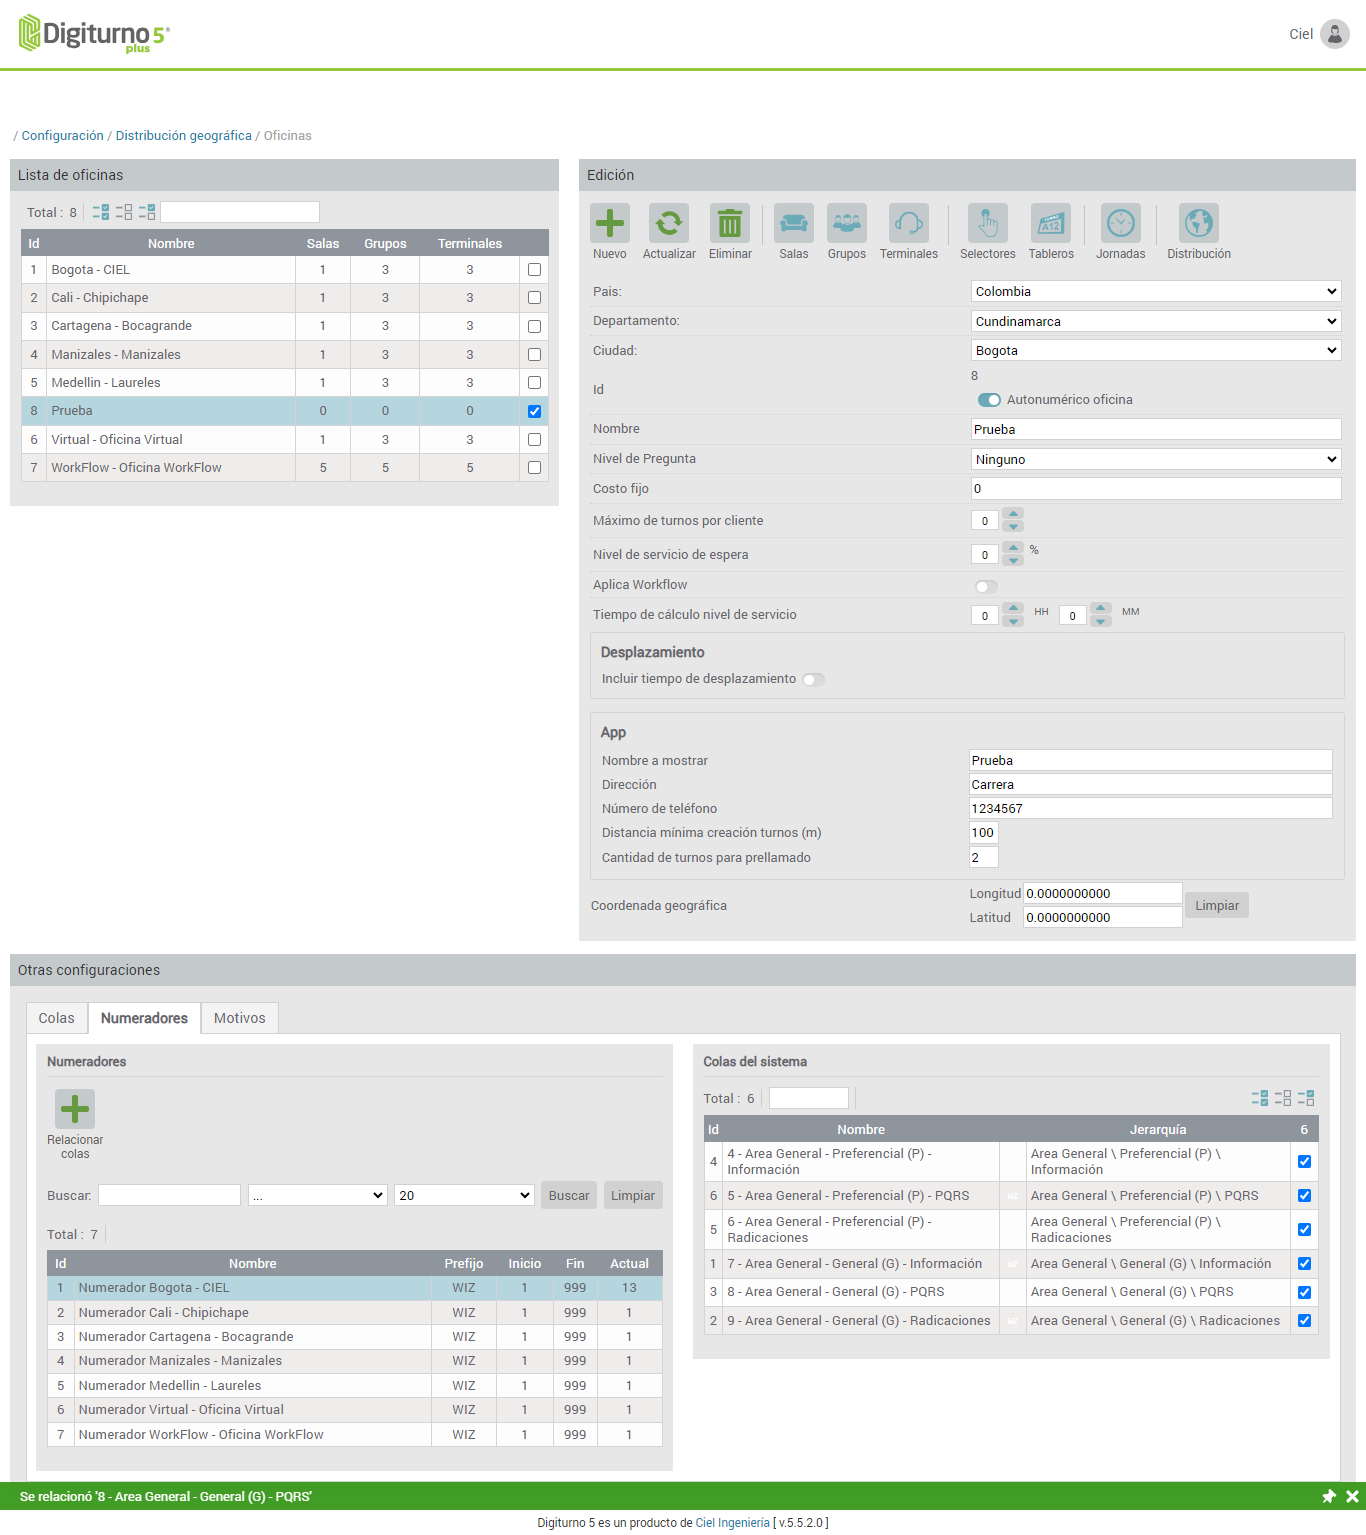 Digiturno 5 plus
Ciel
/ Configuración / Distribución geográfica / Oficinas
Lista de oficinas
Total : 8
Id Nombre Salas Grupos Terminales
1 Bogota - CIEL 1 3 3
2 Cali - Chipichape 1 3 3
3 Cartagena - Bocagrande 1 3 3
4 Manizales - Manizales 1 3 3
5 Medellin - Laureles 1 3 3
8 Prueba 0 0 0
6 Virtual - Oficina Virtual 1 3 3
7 WorkFlow - Oficina WorkFlow 5 5 5
Edición
A12
Nuevo Actualizar Eliminar Salas Grupos Terminales Selectores Tableros Jornadas Distribución
Pais: Colombia
Departamento: Cundinamarca
Ciudad: Bogota
Id 8
Autonumérico oficina
Nombre Prueba
Nivel de Pregunta Ninguno
Costo fijo 0
Máximo de turnos por cliente 0
Nivel de servicio de espera 0 %
Aplica Workflow
Tiempo de cálculo nivel de servicio 0 HH 0 MM
Desplazamiento
Incluir tiempo de desplazamiento
App
Nombre a mostrar Prueba
Dirección Carrera
Número de teléfono 1234567
Distancia mínima creación turnos (m) 100
Cantidad de turnos para prellamado 2
Coordenada geográfica Longitud 0.0000000000 Limpiar
Latitud 0.0000000000
Otras configuraciones
Colas Numeradores Motivos
Numeradores
Relacionar colas
Buscar: ... 20 Buscar Limpiar
Total : 7
Id Nombre Prefijo Inicio Fin Actual
1 Numerador Bogota - CIEL WIZ 1 999 13
2 Numerador Cali - Chipichape WIZ 1 999 1
3 Numerador Cartagena - Bocagrande WIZ 1 999 1
4 Numerador Manizales - Manizales WIZ 1 999 1
5 Numerador Medellin - Laureles WIZ 1 999 1
6 Numerador Virtual - Oficina Virtual WIZ 1 999 1
7 Numerador WorkFlow - Oficina WorkFlow WIZ 1 999 1
Colas del sistema
Total : 6
Id Nombre Jerarquía 6
4 4 - Area General - Preferencial (P) - Información Area General \ Preferencial (P) \ Información
6 5 - Area General - Preferencial (P) - PQRS Area General \ Preferencial (P) \ PQRS
5 6 - Area General - Preferencial (P) - Radicaciones Area General \ Preferencial (P) \ Radicaciones
1 7 - Area General - General (G) - Información Area General \ General (G) \ Información
3 8 - Area General - General (G) - PQRS Area General \ General (G) \ PQRS
2 9 - Area General - General (G) - Radicaciones Area General \ General (G) \ Radicaciones
Se relacionó '8 - Area General - General (G) - PQRS'
Digiturno 5 es un producto de Ciel Ingeniería [ v.5.5.2.0 ]